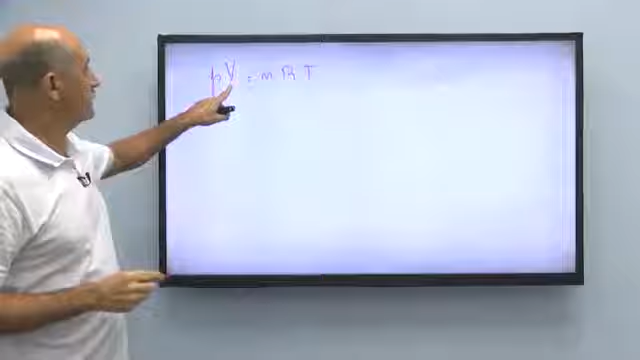 pV = nRT